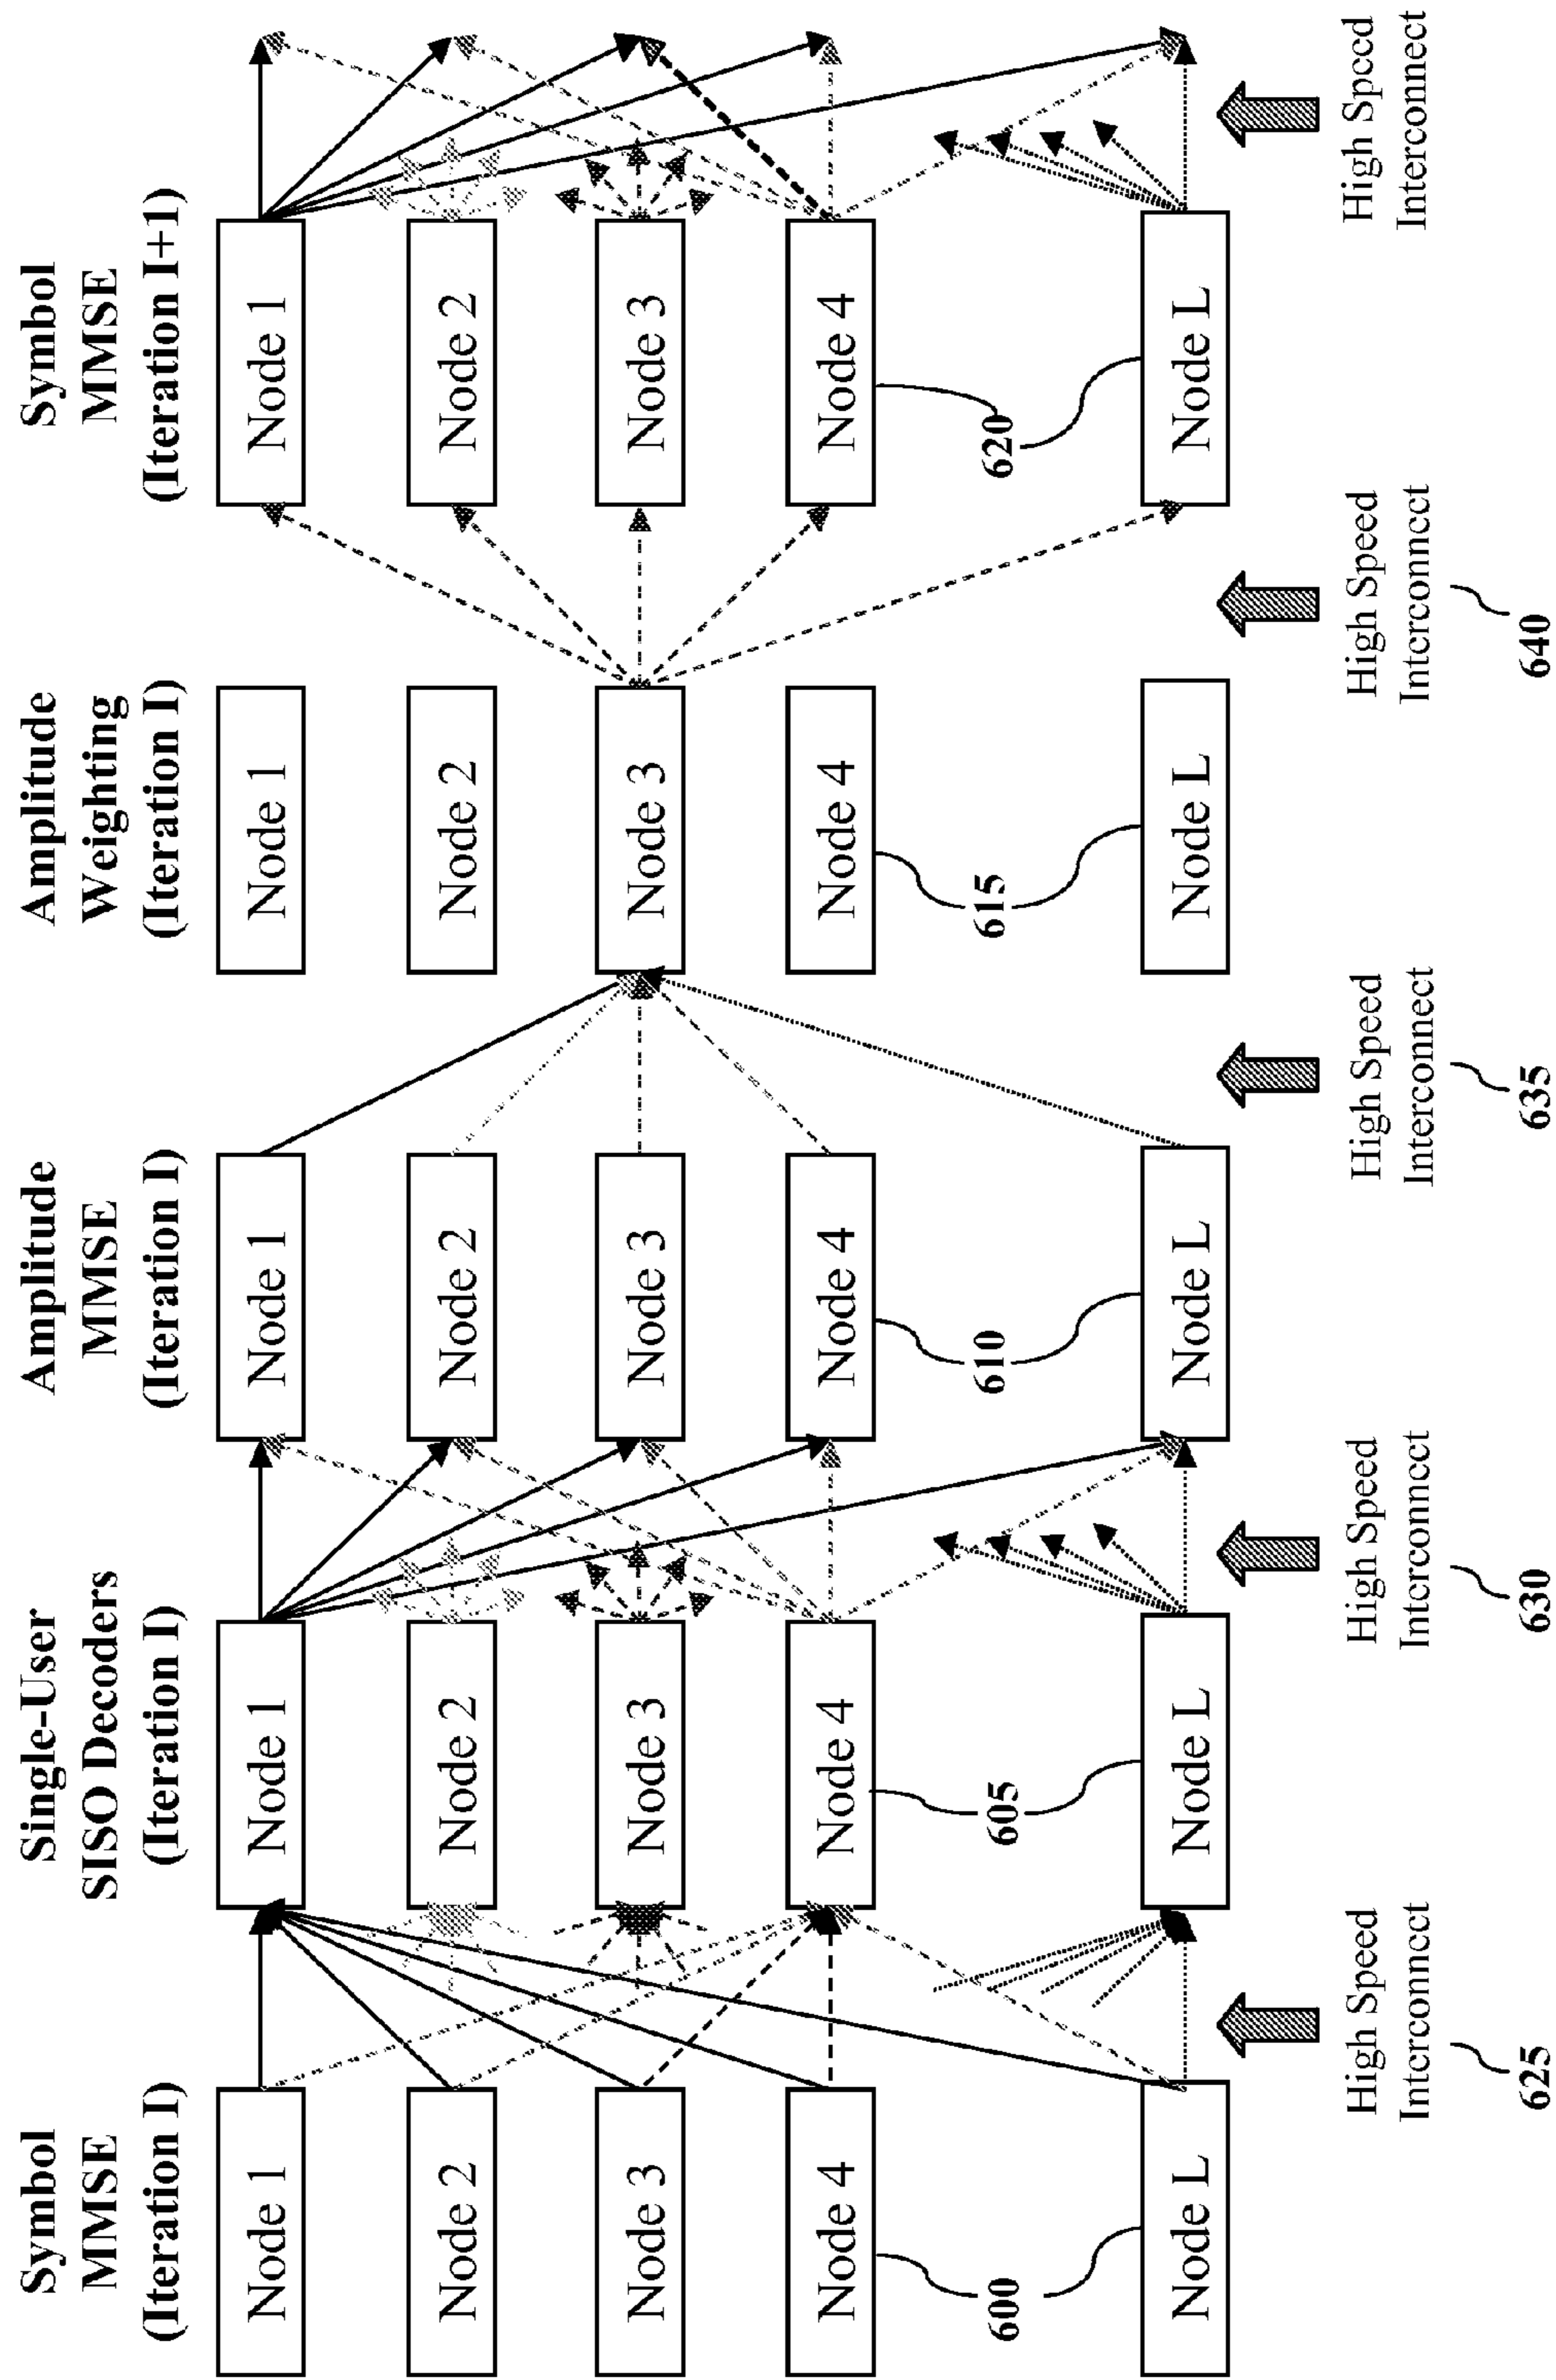 Symbol
MMSE
(Iteration I)
Node 1
Node 2
Node 3
Node 4
600
Node L
High Speed
Interconnect
625
Single-User
SISO Decoders
(Iteration I)
Node 1
Node 2
Node 3
Node 4
605
Node L
High Speed
Interconnect
630
Amplitude
MMSE
(Iteration I)
Node 1
Node 2
Node 3
Node 4
610
Node L
High Speed
Interconnect
635
Amplitude
Weighting
(Iteration I)
Node 1
Node 2
Node 3
Node 4
615
Node L
High Speed
Interconnect
640
Symbol
MMSE
(Iteration I+1)
Node 1
Node 2
Node 3
Node 4
620
Node L
High Speed
Interconnect